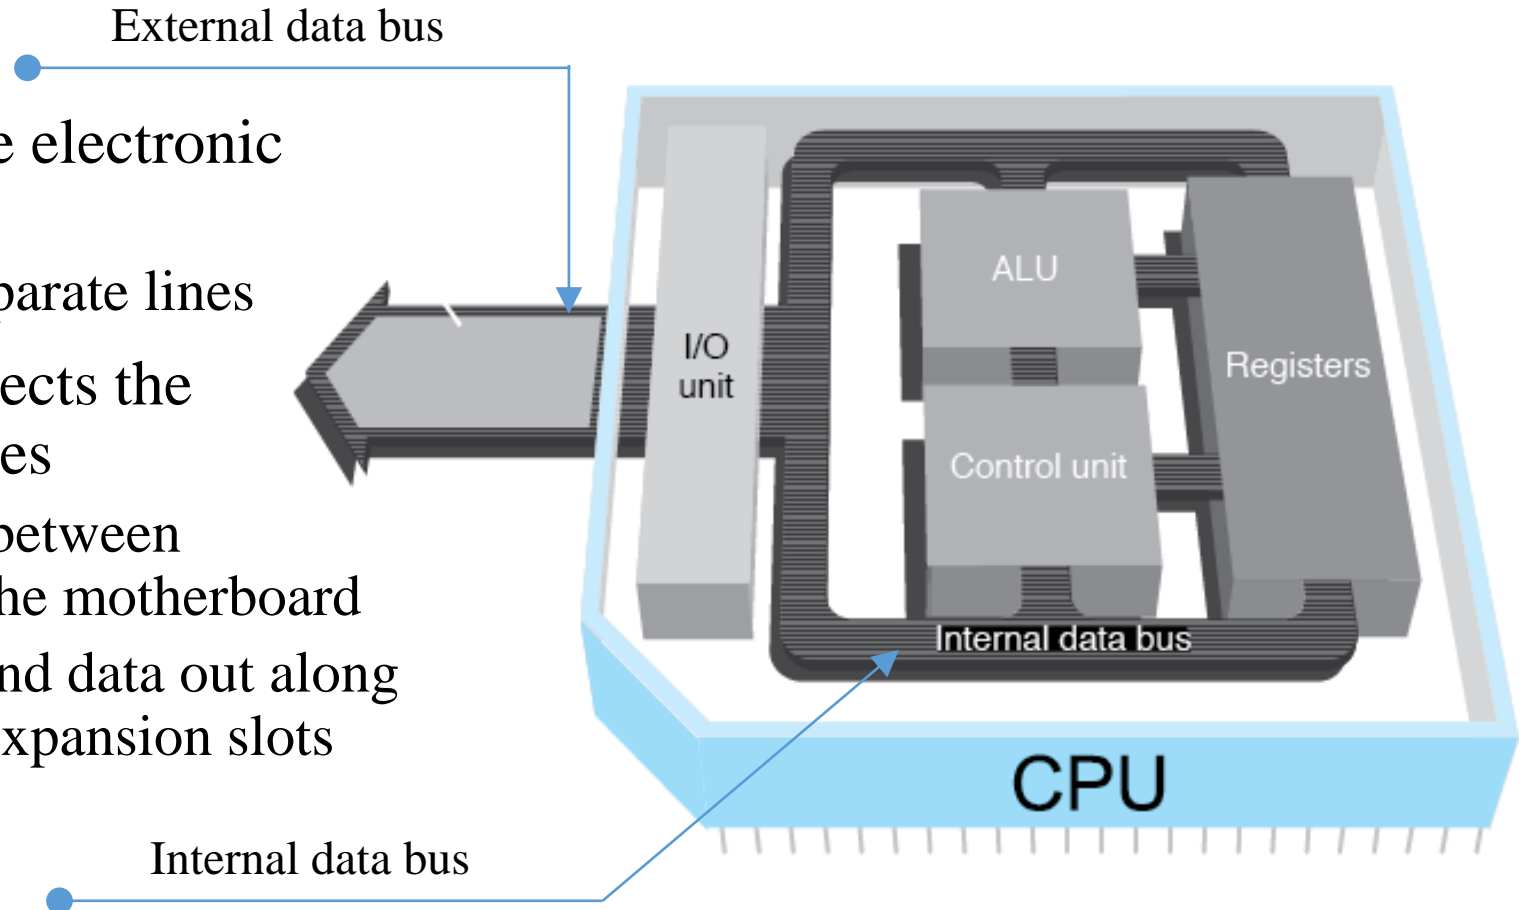 External data bus
e electronic
parate lines
ects the
es
between
he motherboard
nd data out along
xpansion slots
Internal data bus
I/O
unit
ALU
Registers
Control unit
Internal data bus
CPU